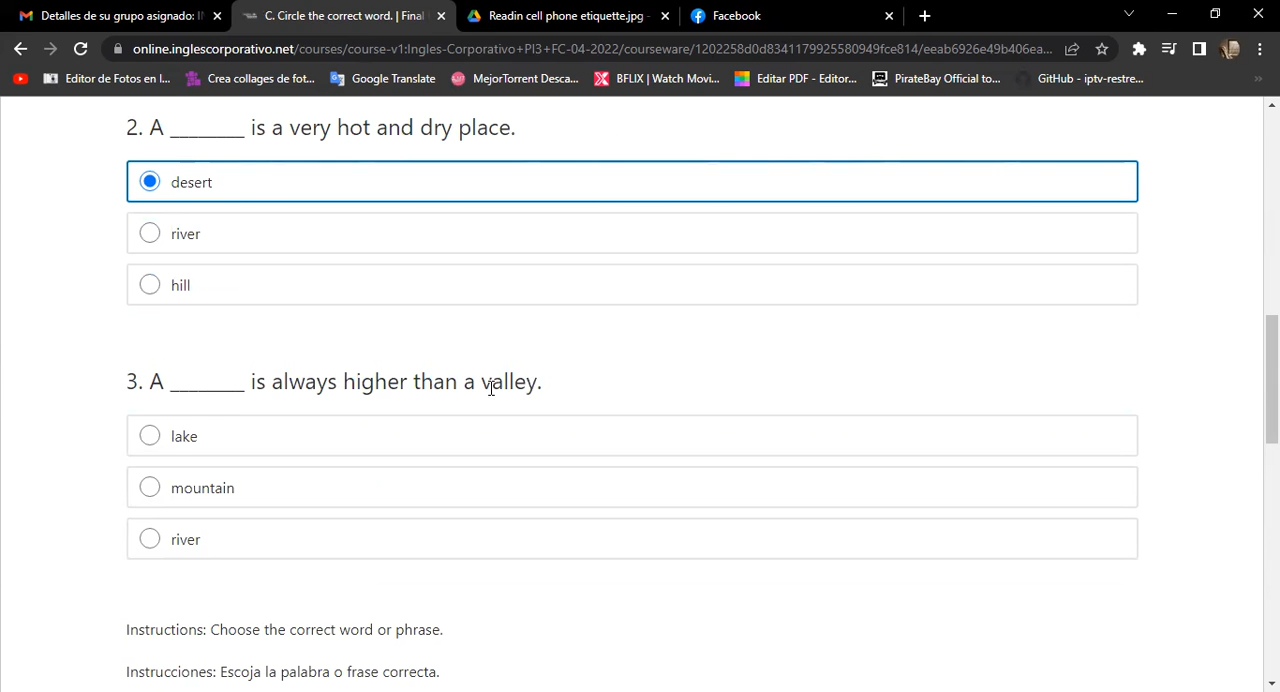 Detalles de su grupo asignado: I
C. Circle the correct word. | Final
Readin cell phone etiquette.jpg -
Facebook
online.inglescorporativo.net/courses/course-v1:Ingles-Corporativo+PI3+FC-04-2022/courseware/1202258d0d8341179925580949fce814/eeab6926e49b406ea...
Editor de Fotos en l...
Crea collages de fot...
Google Translate
MejorTorrent Desca...
BFLIX | Watch Movi...
Editar PDF - Editor...
PirateBay Official to...
GitHub - iptv-restre...
2. A ________ is a very hot and dry place.
desert
river
hill
3. A ________ is always higher than a valley.
lake
mountain
river
Instructions: Choose the correct word or phrase.
Instrucciones: Escoja la palabra o frase correcta.